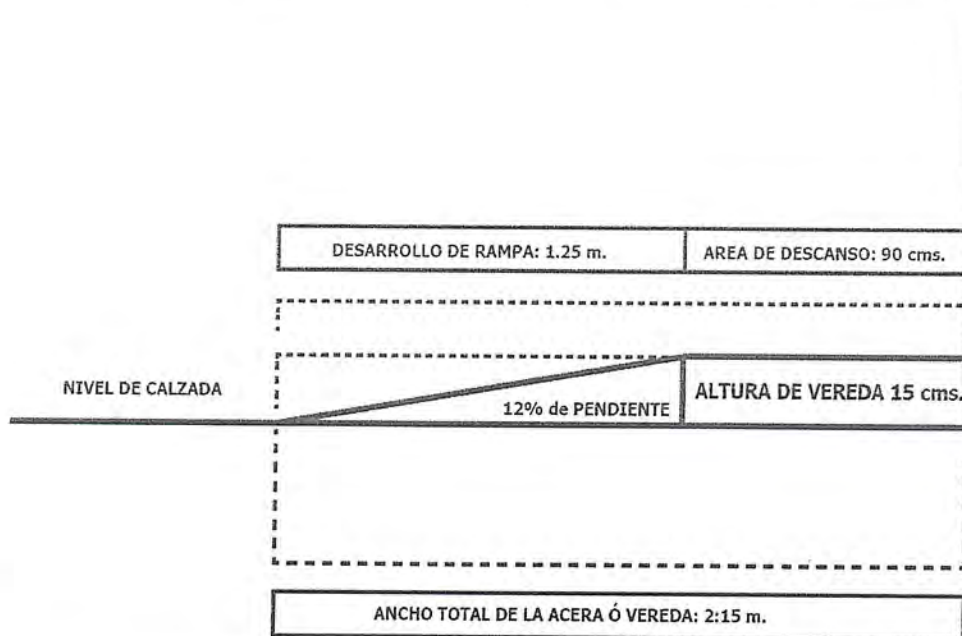 DESARROLLO DE RAMPA: 1.25 m.
AREA DE DESCANSO: 90 cms.
NIVEL DE CALZADA
12% de PENDIENTE
ALTURA DE VEREDA 15 cms.
ANCHO TOTAL DE LA ACERA Ó VEREDA: 2:15 m.